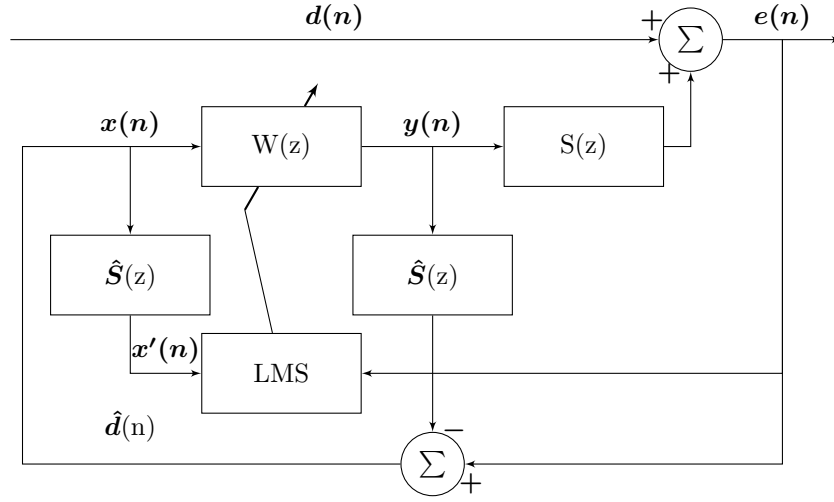 d(n)
+
∑
e(n)
+
x(n)
W(z)
y(n)
S(z)
Ŝ(z)
Ŝ(z)
x′(n)
LMS
d̂(n)
−
∑
+